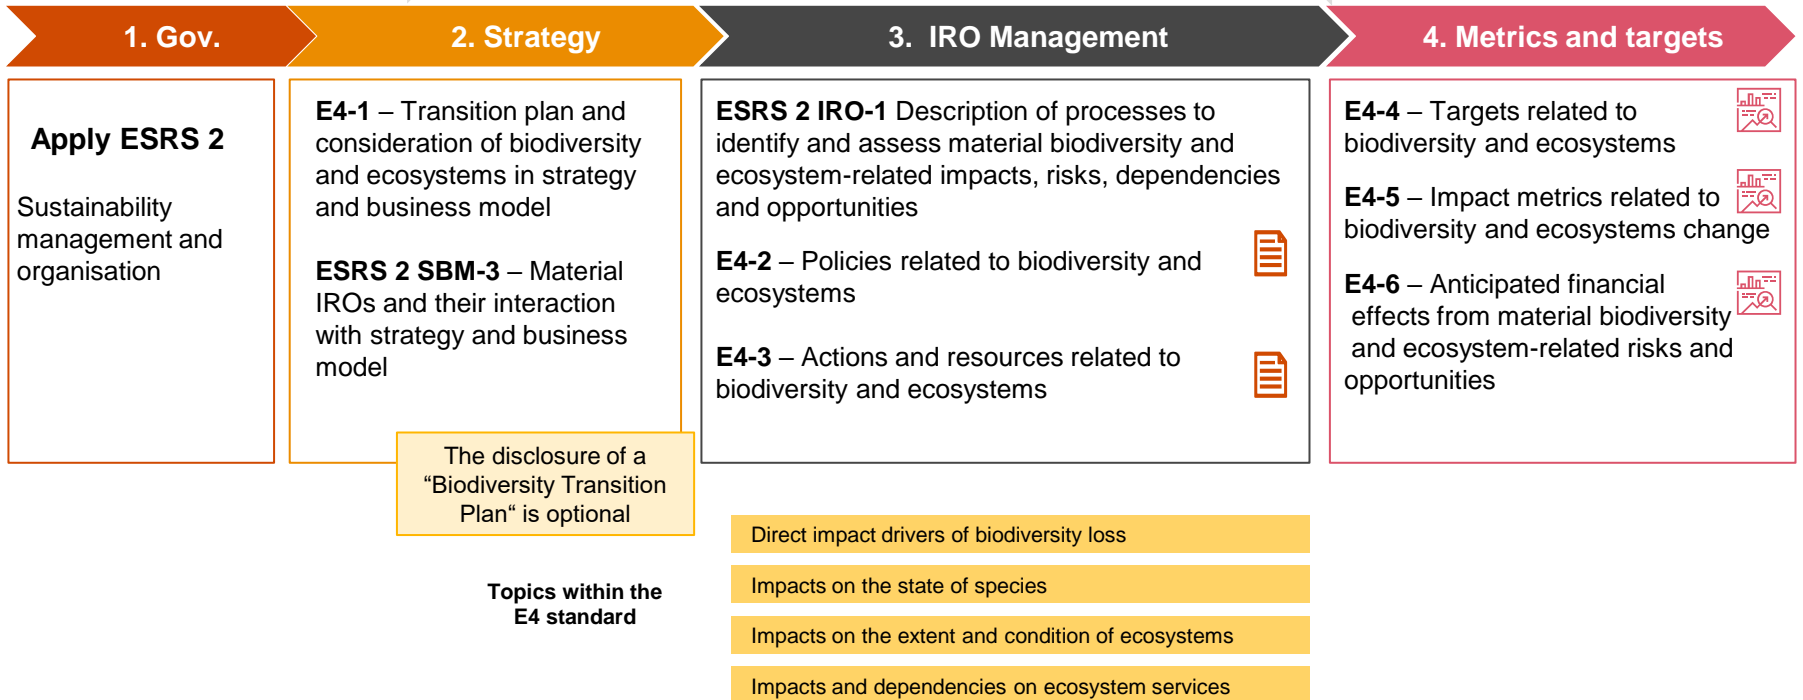 1. Gov.
2. Strategy
3. IRO Management
4. Metrics and targets
Apply ESRS 2
Sustainability
management and
organisation
E4-1 – Transition plan and
consideration of biodiversity
and ecosystems in strategy
and business model
ESRS 2 SBM-3 – Material
IROs and their interaction
with strategy and business
model
The disclosure of a
“Biodiversity Transition
Plan“ is optional
ESRS 2 IRO-1 Description of processes to
identify and assess material biodiversity and
ecosystem-related impacts, risks, dependencies
and opportunities
E4-2 – Policies related to biodiversity and
ecosystems
E4-3 – Actions and resources related to
biodiversity and ecosystems
E4-4 – Targets related to
biodiversity and ecosystems
E4-5 – Impact metrics related to
biodiversity and ecosystems change
E4-6 – Anticipated financial
effects from material biodiversity
and ecosystem-related risks and
opportunities
Topics within the
E4 standard
Direct impact drivers of biodiversity loss
Impacts on the state of species
Impacts on the extent and condition of ecosystems
Impacts and dependencies on ecosystem services